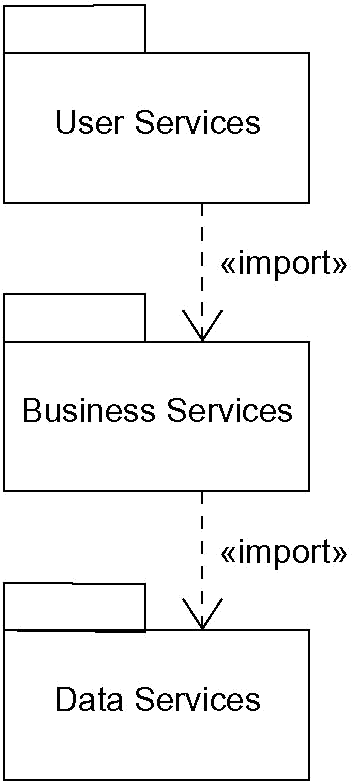 User Services
«import»
Business Services
«import»
Data Services